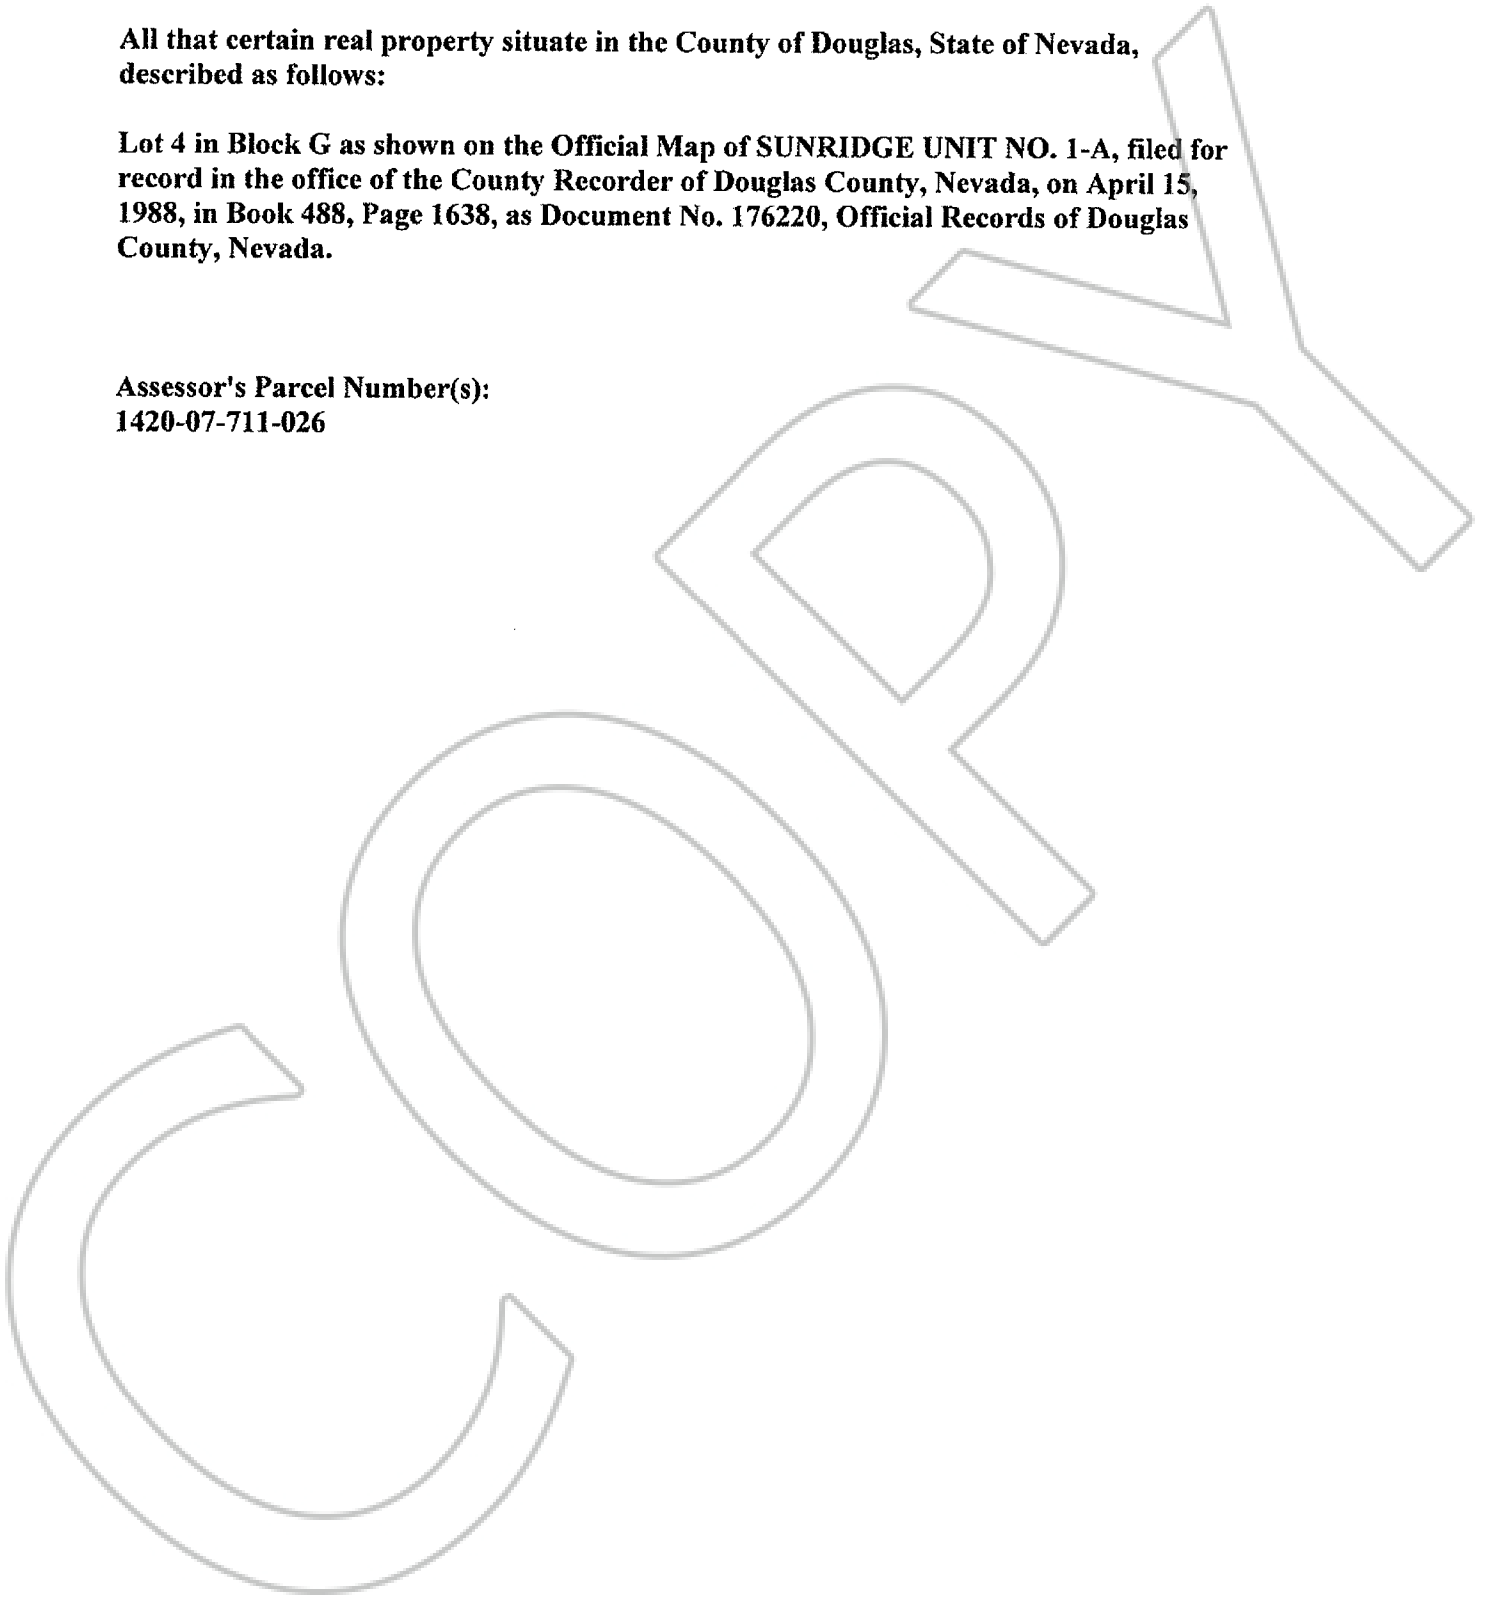 All that certain real property situate in the County of Douglas, State of Nevada,
described as follows:
Lot 4 in Block G as shown on the Official Map of SUNRIDGE UNIT NO. 1-A, filed for
record in the office of the County Recorder of Douglas County, Nevada, on April 15,
1988, in Book 488, Page 1638, as Document No. 176220, Official Records of Douglas
County, Nevada.
Assessor's Parcel Number(s):
1420-07-711-026
COPY